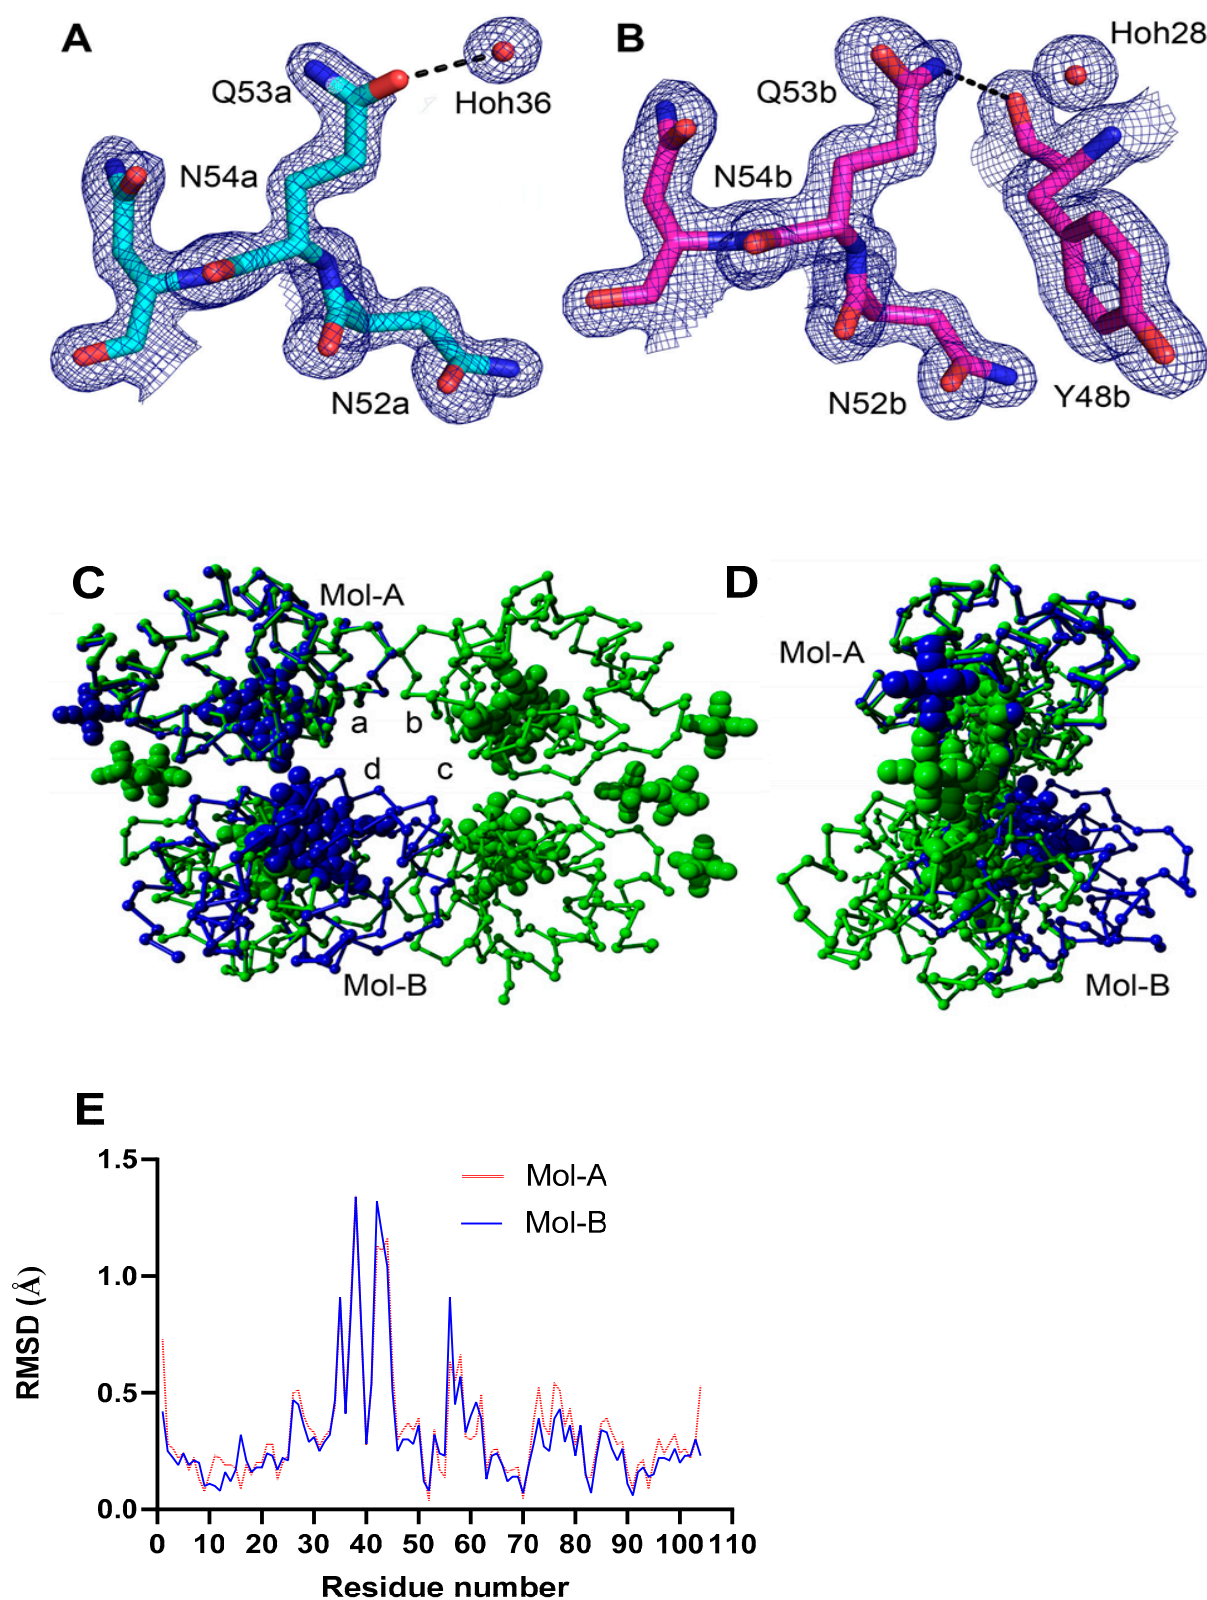 A
B
Hoh28
Q53a
Hoh36
Q53b
N54a
N54b
N52a
N52b
Y48b
C
D
Mol-A
Mol-A
a
b
d
c
Mol-B
Mol-B
E
1.5
Mol-A
Mol-B
1.0
RMSD (Å)
0.5
0.0
0 10 20 30 40 50 60 70 80 90 100 110
Residue number